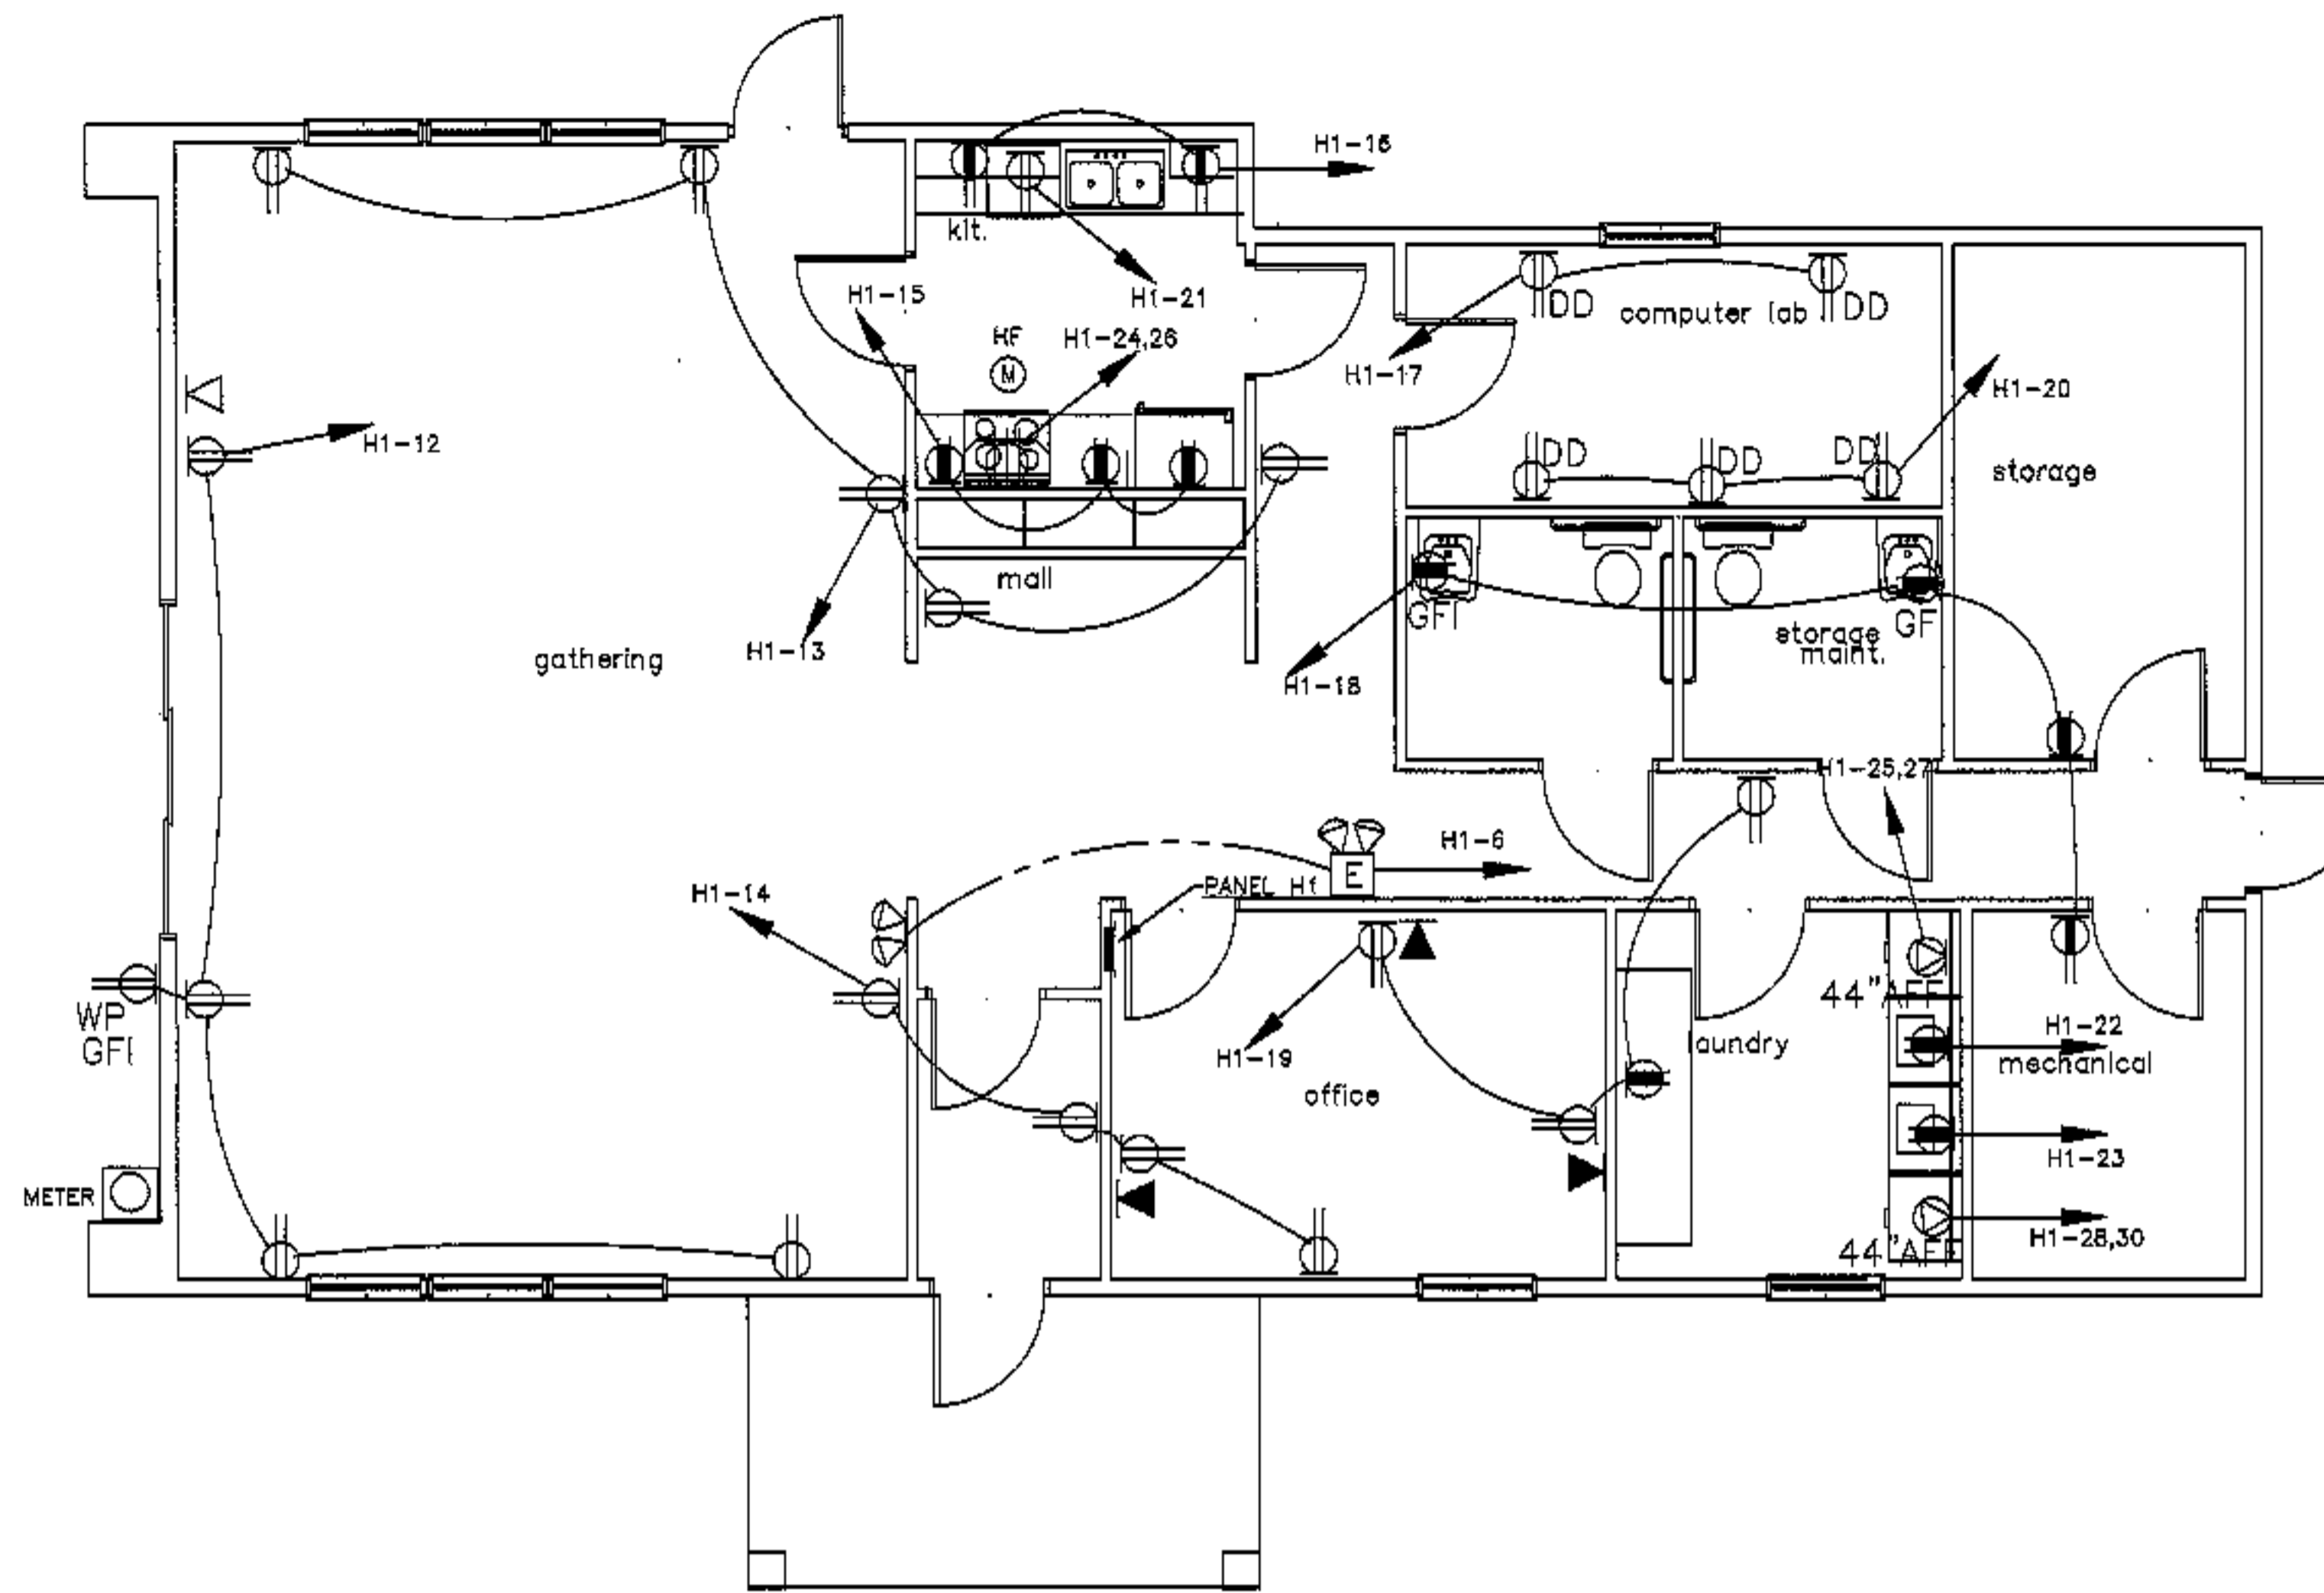 H1-16
kit.
H1-15
H1-21
DD
computer lab
DD
HF
H1-24,26
M
H1-17
H1-20
H1-12
DD
DD
DD
storage
mail
GFI
GF
storage
maint.
gathering
H1-13
H1-18
H1-25,27
H1-6
E
H1-14
PANEL H1
44"AFF
WP
GFI
H1-19
H1-22
laundry
mechanical
office
H1-23
METER
H1-28,30
44"AFF